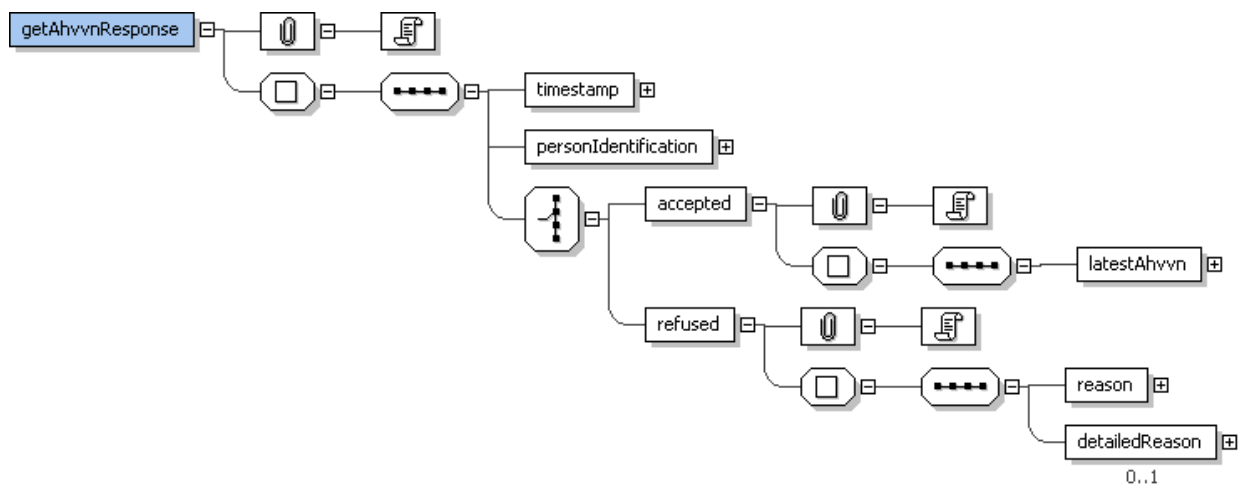 getAhvvnResponse
timestamp
personIdentification
accepted
latestAhvvn
refused
reason
detailedReason
0..1